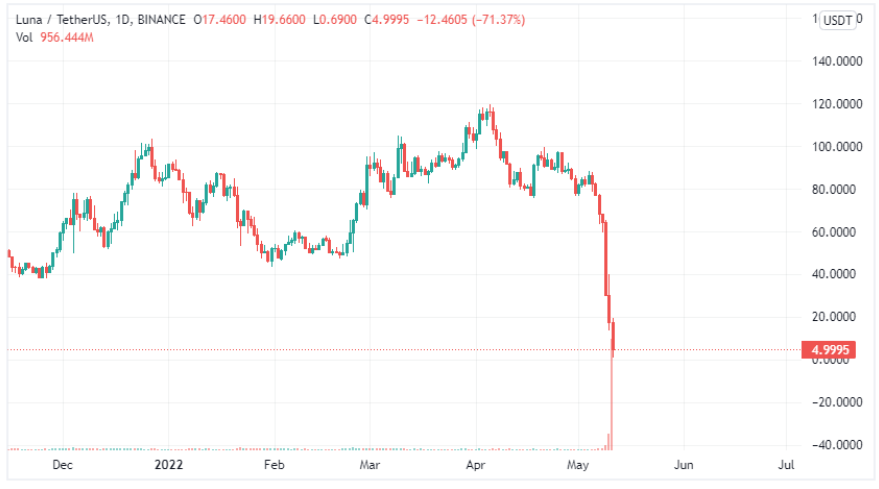 Luna / TetherUS, 1D, BINANCE O17.4600 H19.6600 L0.6900 C4.9995 −12.4605 (−71.37%)
Vol 956.444M
USDT
140.0000
120.0000
100.0000
80.0000
60.0000
40.0000
20.0000
4.9995
0.0000
−20.0000
−40.0000
Dec 2022 Feb Mar Apr May Jun Jul